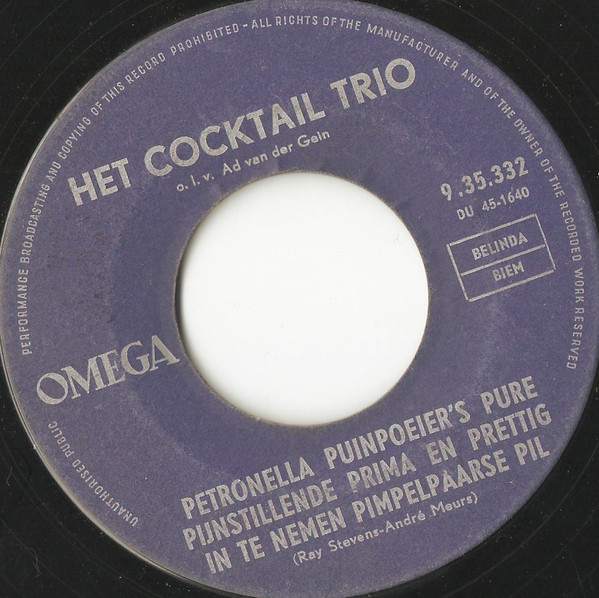 UNAUTHORISED PUBLIC PERFORMANCE BROADCASTING AND COPYING OF THIS RECORD PROHIBITED - ALL RIGHTS OF THE MANUFACTURER AND OF THE OWNER OF THE RECORDED WORK RESERVED
HET COCKTAIL TRIO
o.l.v. Ad van der Gein
9.35.332
DU 45-1640
BELINDA
BIEM
OMEGA
PETRONELLA PUINPOEIER'S PURE
PIJNSTILLENDE PRIMA EN PRETTIG
IN TE NEMEN PIMPELPAARSE PIL
(Ray Stevens-André Meurs)